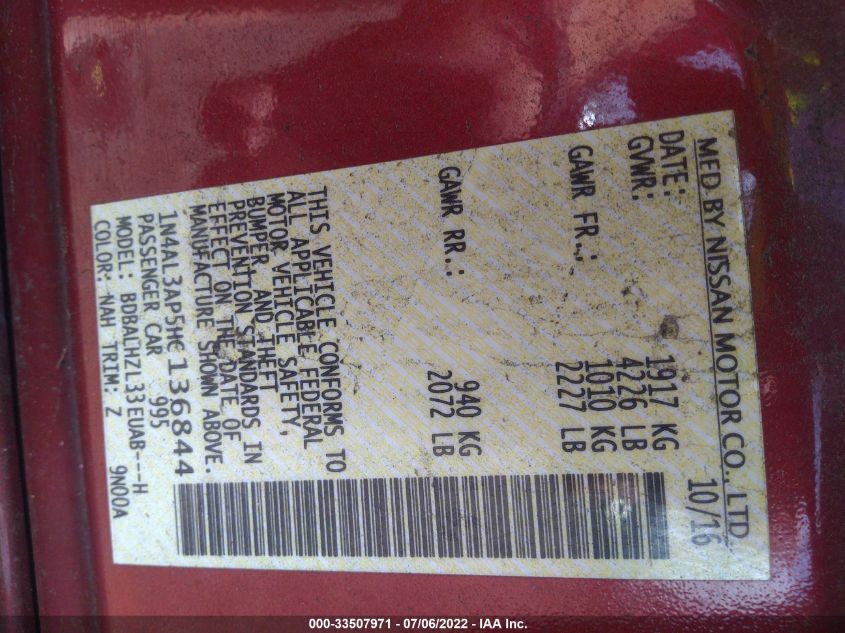 MFD BY NISSAN MOTOR CO., LTD
DATE: 10/16
GVWR: 1917 KG
4226 LB
GAWR FR.: 1010 KG
2227 LB
GAWR RR.: 940 KG
2072 LB
THIS VEHICLE CONFORMS TO
ALL APPLICABLE FEDERAL
MOTOR VEHICLE SAFETY,
BUMPER, AND THEFT
PREVENTION STANDARDS IN
EFFECT ON THE DATE OF
MANUFACTURE SHOWN ABOVE.
1N4AL3AP5HC136844
PASSENGER CAR 995
MODEL: BDBALHZL33EUAB---H
COLOR: NAH TRIM: Z 9N00A
000-33507971 - 07/06/2022 - IAA Inc.